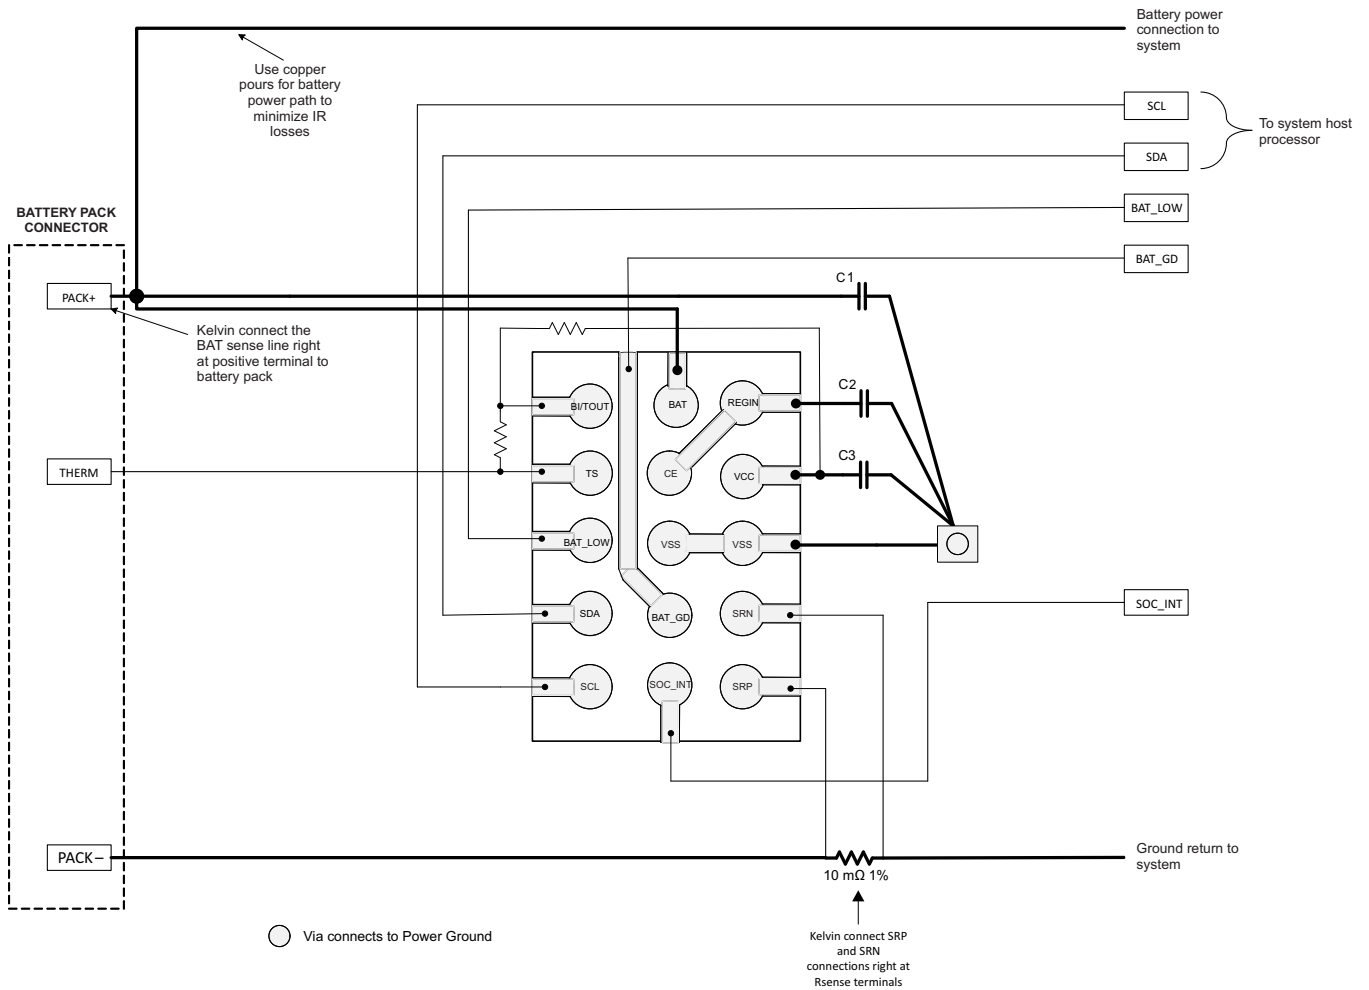 Battery power
connection to
system
Use copper
pours for battery
power path to
minimize IR
losses
SCL
To system host
processor
SDA
BAT_LOW
BAT_GD
BATTERY PACK
CONNECTOR
PACK+
C1
Kelvin connect the
BAT sense line right
at positive terminal to
battery pack
C2
BI/TOUT
BAT
REGIN
C3
THERM
TS
CE
VCC
BAT_LOW
VSS
VSS
SOC_INT
SDA
BAT_GD
SRN
SCL
SOC_INT
SRP
PACK–
Ground return to
system
10 mΩ 1%
Via connects to Power Ground
Kelvin connect SRP
and SRN
connections right at
Rsense terminals